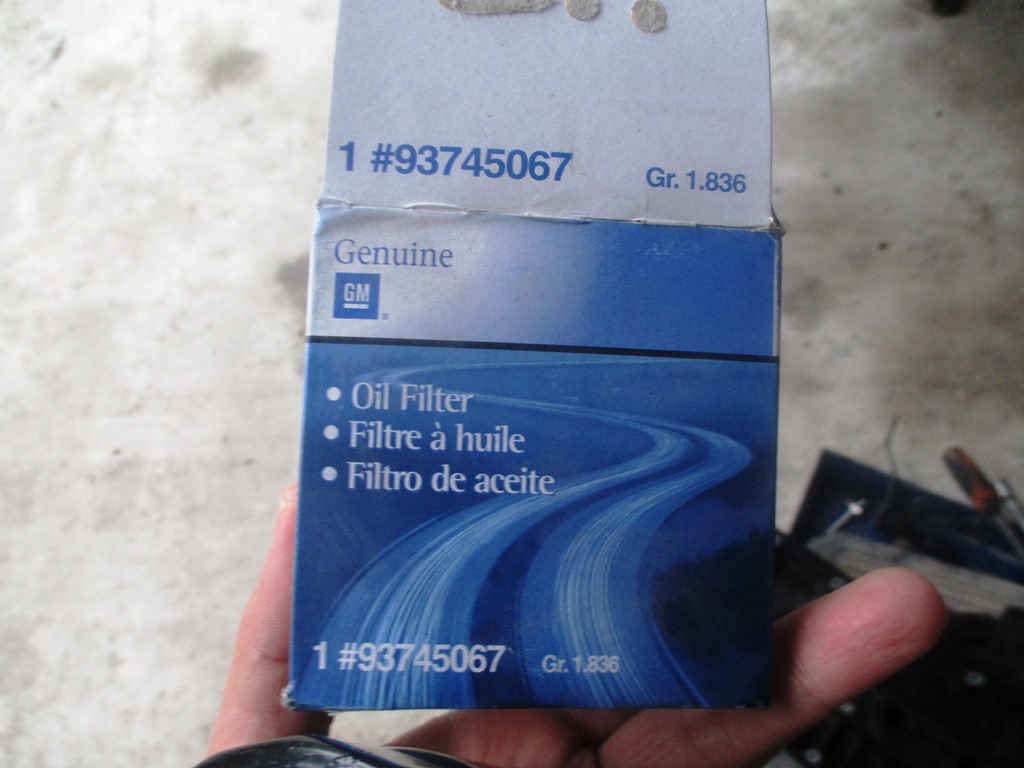 1 #93745067
Gr. 1.836
Genuine
GM
• Oil Filter
• Filtre à huile
• Filtro de aceite
1 #93745067
Gr. 1.836